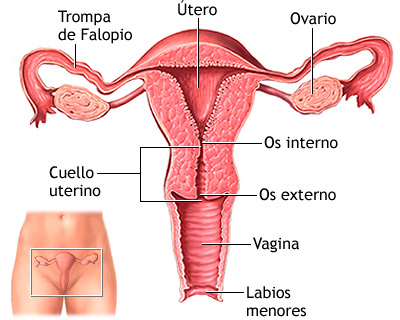 Trompa
de Falopio
Útero
Ovario
Os interno
Cuello
uterino
Os externo
Vagina
Labios
menores